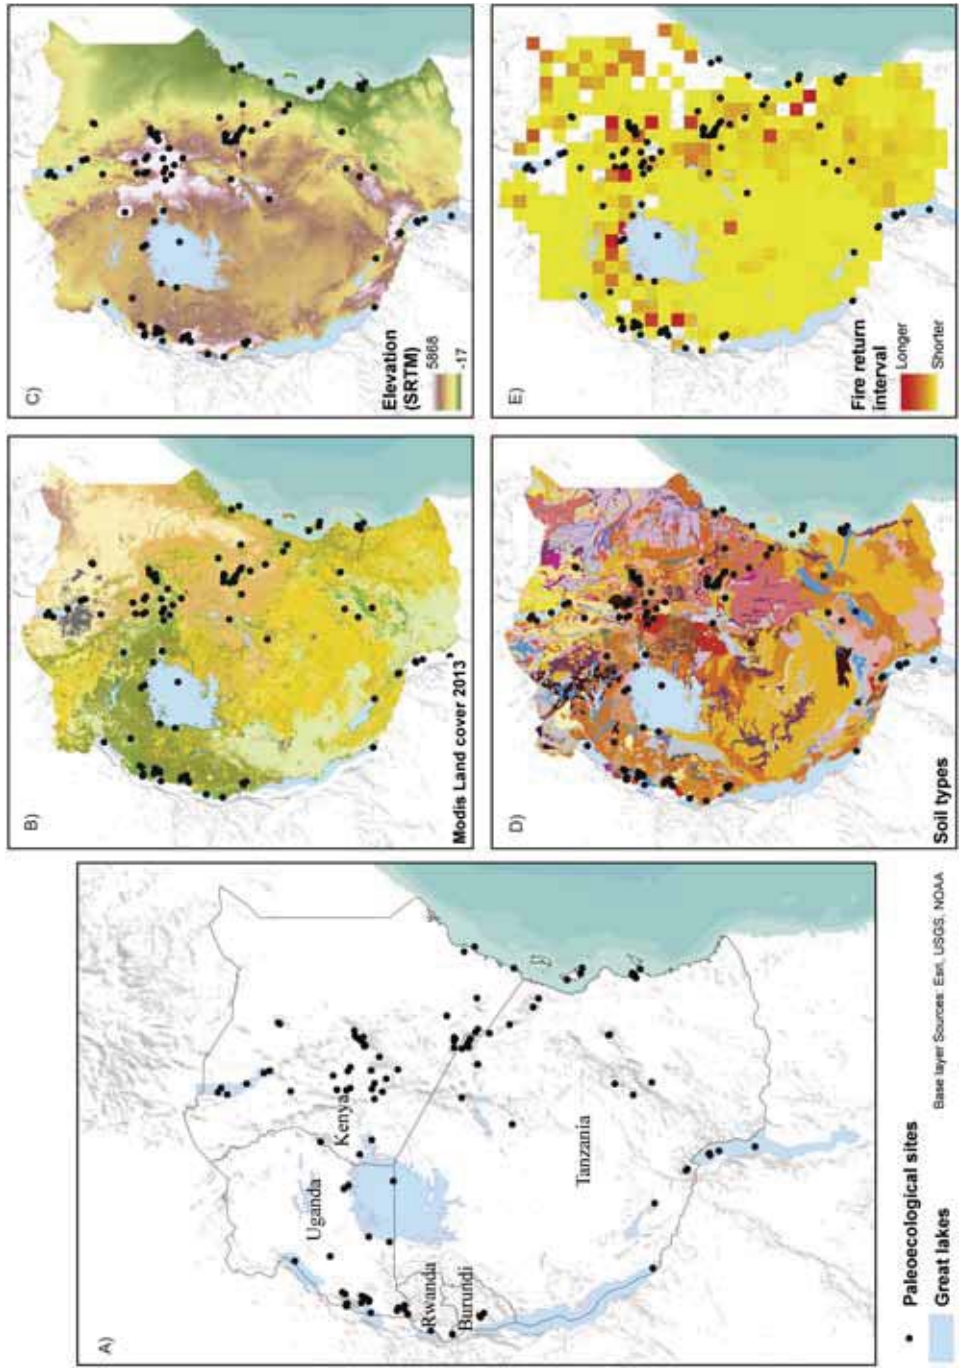 A)
Uganda
Kenya
Rwanda
Burundi
Tanzania
Paleoecological sites
Great lakes
Base layer Sources: Esri, USGS, NOAA
B)
Modis Land cover 2013
C)
Elevation
(SRTM)
5868
-17
D)
Soil types
E)
Fire return
interval
Longer
Shorter